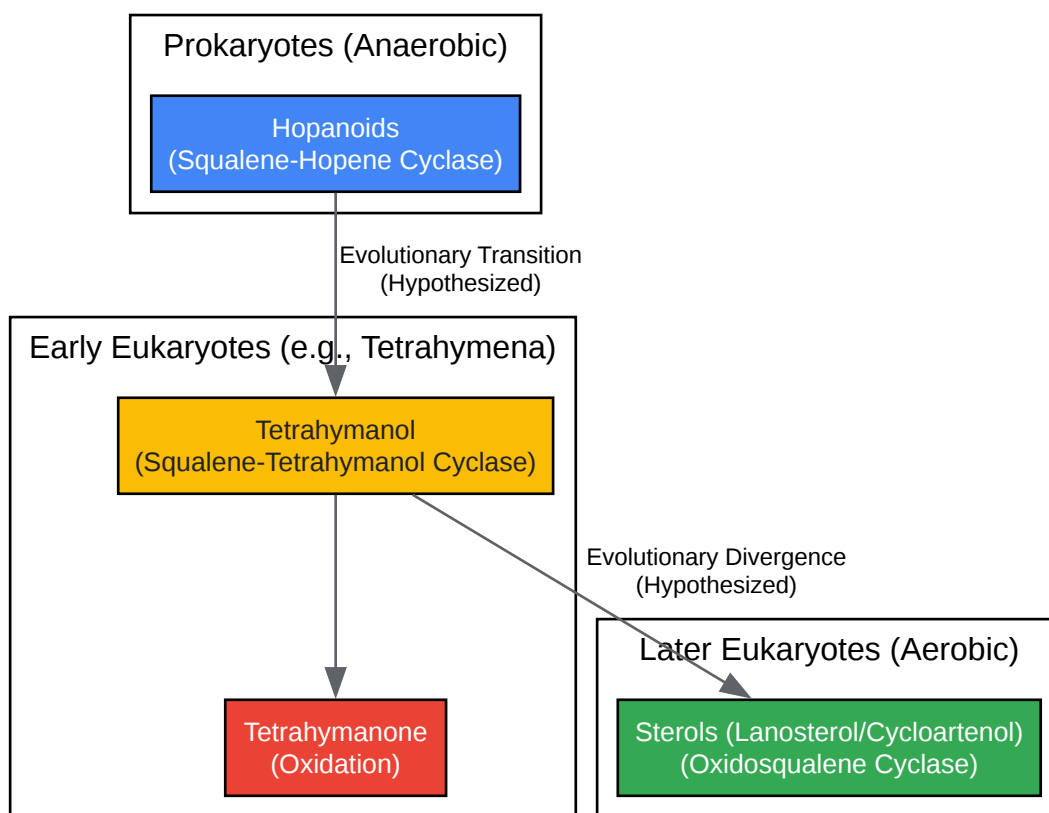 Prokaryotes (Anaerobic)
Hopanoids
(Squalene-Hopene Cyclase)
Evolutionary Transition
(Hypothesized)
Early Eukaryotes (e.g., Tetrahymena)
Tetrahymanol
(Squalene-Tetrahymanol Cyclase)
Evolutionary Divergence
(Hypothesized)
Later Eukaryotes (Aerobic)
Tetrahymanone
(Oxidation)
Sterols (Lanosterol/Cycloartenol)
(Oxidosqualene Cyclase)